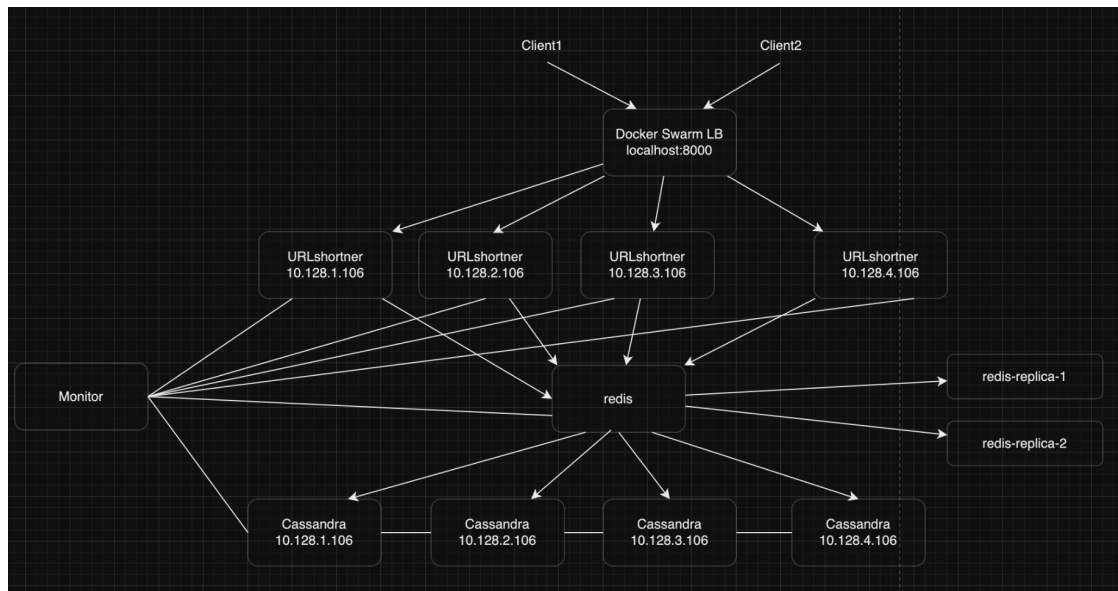 Client1
Client2
Docker Swarm LB
localhost:8000
URLshortner
10.128.1.106
URLshortner
10.128.2.106
URLshortner
10.128.3.106
URLshortner
10.128.4.106
Monitor
redis
redis-replica-1
redis-replica-2
Cassandra
10.128.1.106
Cassandra
10.128.2.106
Cassandra
10.128.3.106
Cassandra
10.128.4.106